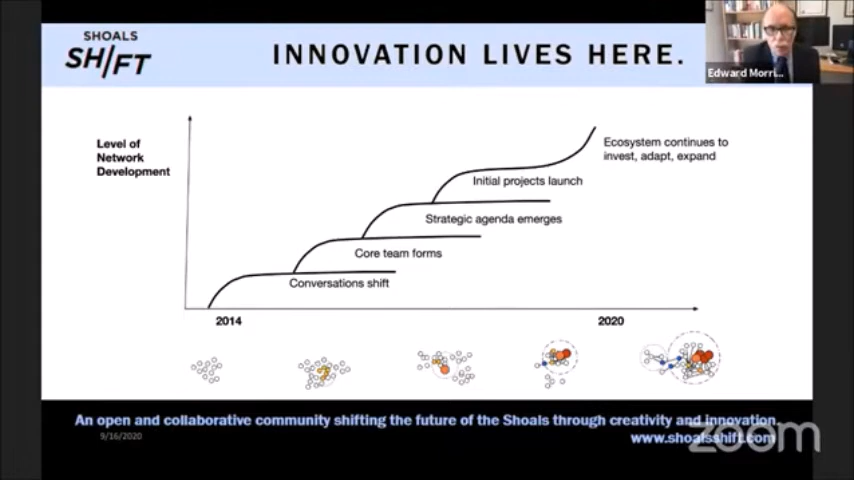 SHOALS
SH/FT
INNOVATION LIVES HERE.
Edward Morri...
Level of
Network
Development
Ecosystem continues to
invest, adapt, expand
Initial projects launch
Strategic agenda emerges
Core team forms
Conversations shift
2014
2020
An open and collaborative community shifting the future of the Shoals through creativity and innovation.
9/16/2020
www.shoalsshift.com
zoom